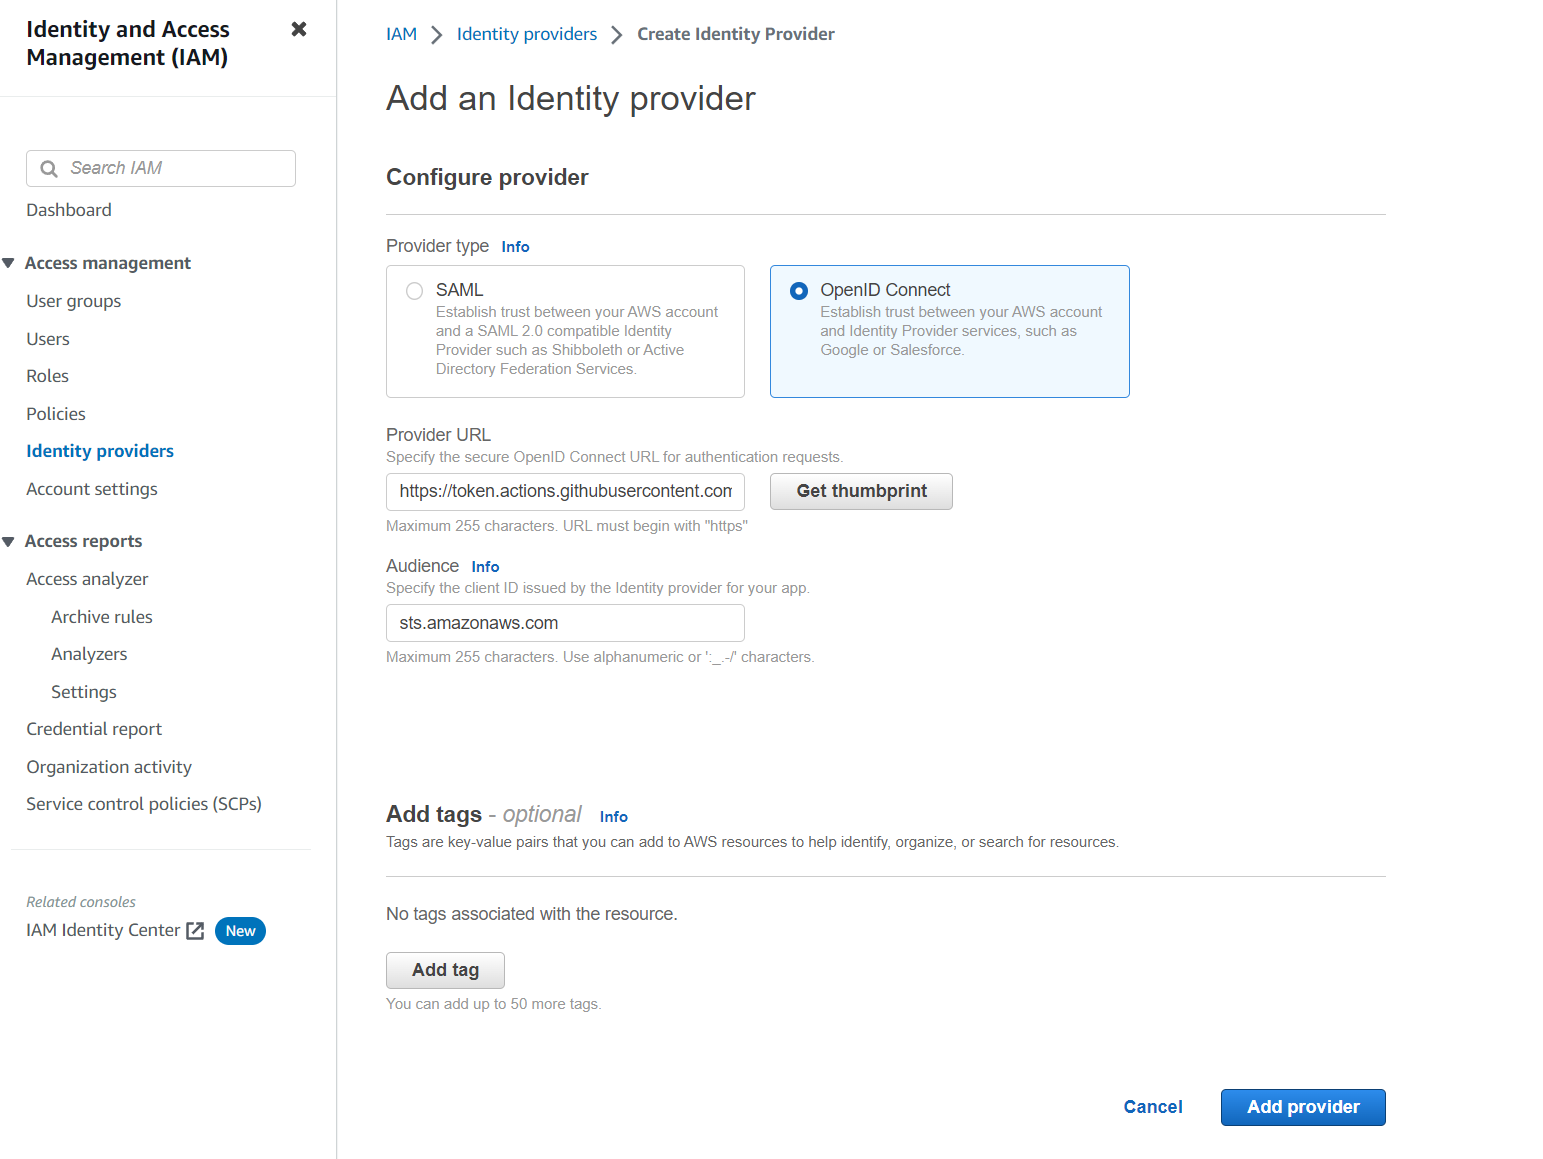 Identity and Access
Management (IAM)
Search IAM
Dashboard
Access management
User groups
Users
Roles
Policies
Identity providers
Account settings
Access reports
Access analyzer
Archive rules
Analyzers
Settings
Credential report
Organization activity
Service control policies (SCPs)
Related consoles
IAM Identity Center New
IAM > Identity providers > Create Identity Provider
Add an Identity provider
Configure provider
Provider type Info
SAML
Establish trust between your AWS account
and a SAML 2.0 compatible Identity
Provider such as Shibboleth or Active
Directory Federation Services.
OpenID Connect
Establish trust between your AWS account
and Identity Provider services, such as
Google or Salesforce.
Provider URL
Specify the secure OpenID Connect URL for authentication requests.
https://token.actions.githubusercontent.com
Get thumbprint
Maximum 255 characters. URL must begin with "https"
Audience Info
Specify the client ID issued by the Identity provider for your app.
sts.amazonaws.com
Maximum 255 characters. Use alphanumeric or ':_.-/' characters.
Add tags - optional Info
Tags are key-value pairs that you can add to AWS resources to help identify, organize, or search for resources.
No tags associated with the resource.
Add tag
You can add up to 50 more tags.
Cancel
Add provider